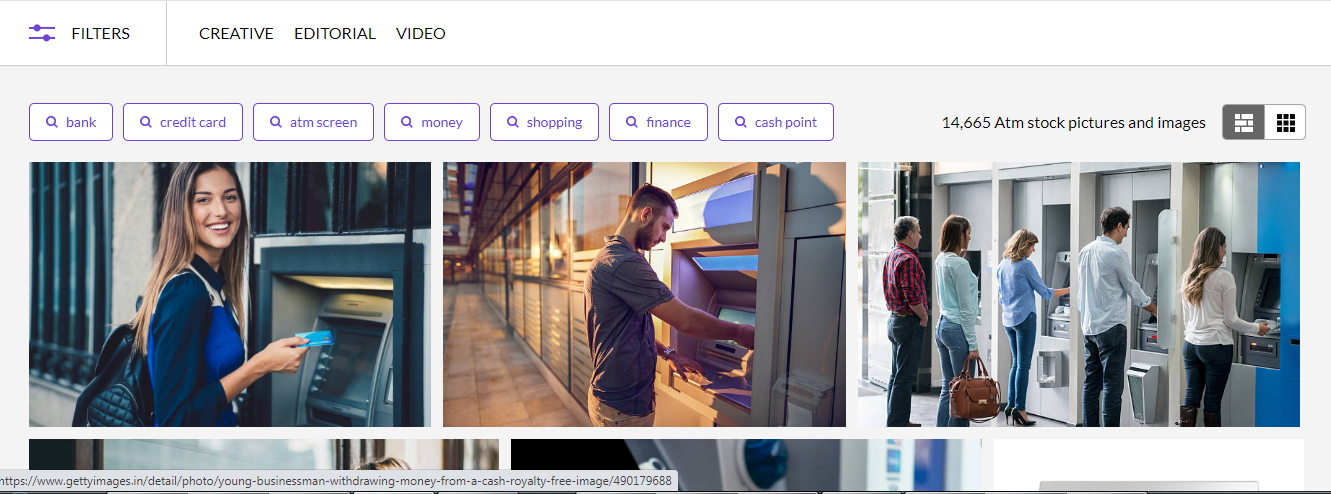 FILTERS
CREATIVE EDITORIAL VIDEO
bank credit card atm screen money shopping finance cash point
14,665 Atm stock pictures and images
https://www.gettyimages.in/detail/photo/young-businessman-withdrawing-money-from-a-cash-royalty-free-image/490179688